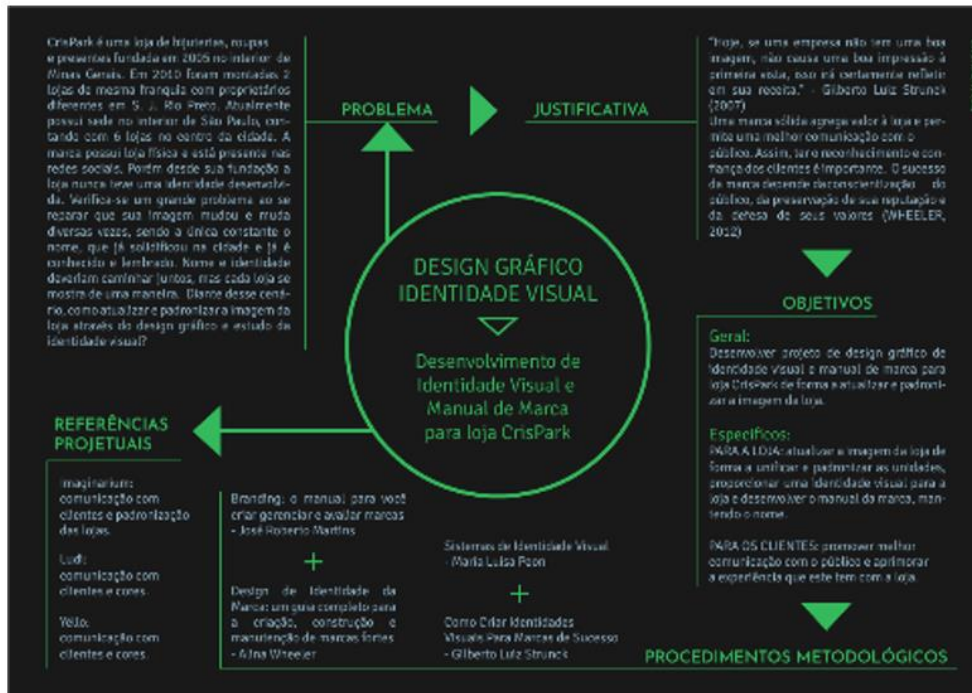 CrisPark é uma loja de bijuterias, roupas
e presentes fundada em 2005 no interior de
Minas Gerais. Em 2010 foram montadas 2
lojas de mesma franquia com proprietários
diferentes em S. J. Rio Preto. Atualmente
possui sede no interior de São Paulo, con-
tando com 6 lojas no centro da cidade. A
marca possui loja física e está presente nas
redes sociais. Porém desde sua fundação a
loja nunca teve uma identidade desenvolvi-
da. Verifica-se um grande problema ao se
reparar que sua imagem mudou e muda
diversas vezes, sendo a única constante o
nome, que já solidificou na cidade e já é
conhecido e lembrado. Nome e identidade
deveriam caminhar juntos, mas cada loja se
mostra de uma maneira. Diante desse cená-
rio, como atualizar e padronizar a imagem da
loja através do design gráfico e estudo da
identidade visual?
PROBLEMA
JUSTIFICATIVA
"Hoje, se uma empresa não tem uma boa
imagem, não causa uma boa impressão à
primeira vista, isso irá certamente refletir
em sua receita." - Gilberto Luiz Strunck
(2007)
Uma marca sólida agrega valor à loja e per-
mite uma melhor comunicação com o
público. Assim, ter o reconhecimento e con-
fiança dos clientes é importante. O sucesso
da marca depende daconscientização do
público, da preservação de sua reputação e
da defesa de seus valores (WHEELER,
2012)
DESIGN GRÁFICO
IDENTIDADE VISUAL
Desenvolvimento de
Identidade Visual e
Manual de Marca
para loja CrisPark
OBJETIVOS
Geral:
Desenvolver projeto de design gráfico de
identidade visual e manual de marca para
loja CrisPark de forma a atualizar e padroni-
zar a imagem da loja.
Específicos:
PARA A LOJA: atualizar a imagem da loja de
forma a unificar e padronizar as unidades,
proporcionar uma identidade visual para a
loja e desenvolver o manual da marca, man-
tendo o nome.
PARA OS CLIENTES: promover melhor
comunicação com o público e aprimorar
a experiência que este tem com a loja.
REFERÊNCIAS
PROJETUAIS
Imaginarium:
comunicação com
clientes e padronização
das lojas.
Ludi:
comunicação com
clientes e cores.
Yello:
comunicação com
clientes e cores.
Branding: o manual para você
criar gerenciar e avaliar marcas
- José Roberto Martins
+
Design de Identidade da
Marca: um guia completo para
a criação, construção e
manutenção de marcas fortes
- Alina Wheeler
Sistemas de Identidade Visual
- Maria Luísa Peon
+
Como Criar Identidades
Visuais Para Marcas de Sucesso
- Gilberto Luiz Strunck
PROCEDIMENTOS METODOLÓGICOS